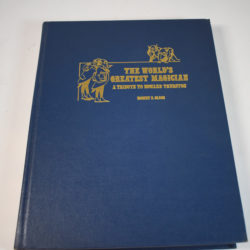 THE WORLD'S
GREATEST MAGICIAN
A TRIBUTE TO HOWARD THURSTON
ROBERT E. OLSON